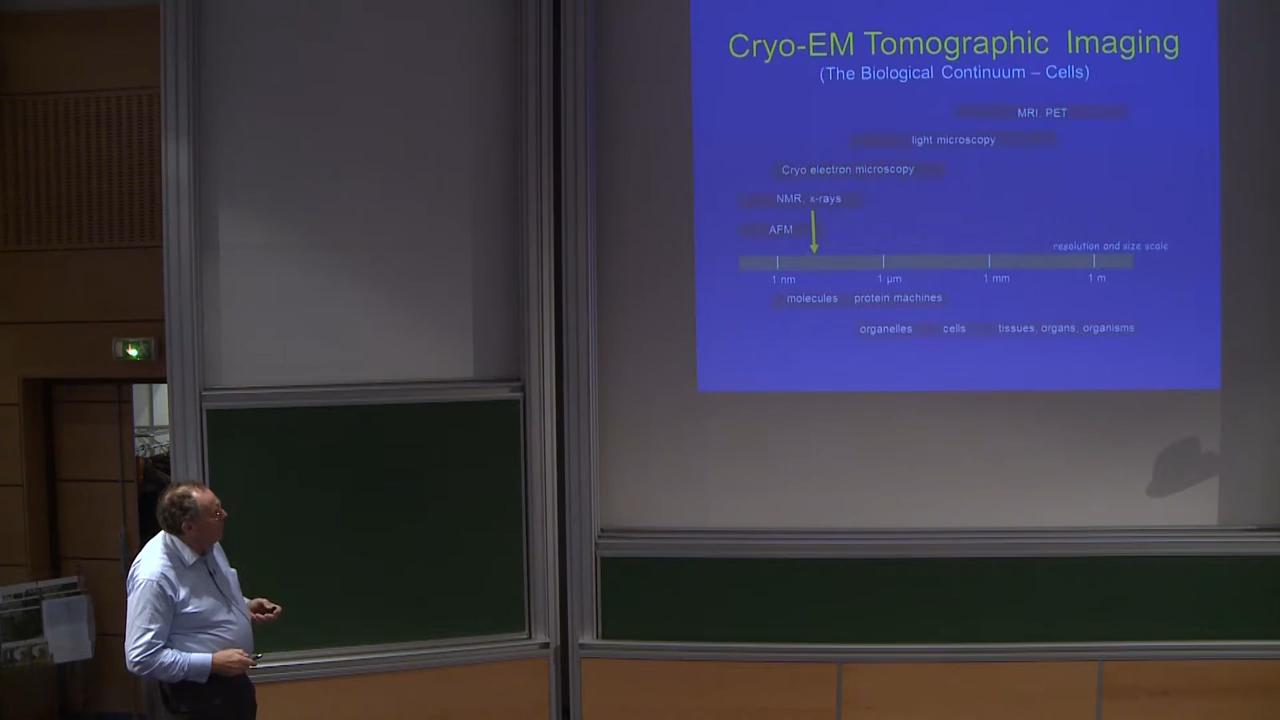 Cryo-EM Tomographic Imaging
(The Biological Continuum – Cells)
MRI, PET
light microscopy
Cryo electron microscopy
NMR, x-rays
AFM
resolution and size scale
1 nm 1 µm 1 mm 1 m
molecules protein machines
organelles cells tissues, organs, organisms